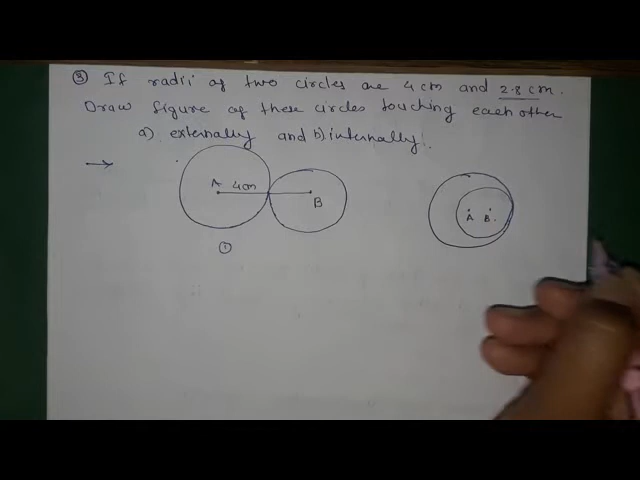 ③ If radii of two circles are 4 cm and 2.8 cm.
Draw figure of these circles touching each other
a) externally and b) internally.
→
A 4cm B
A B
①